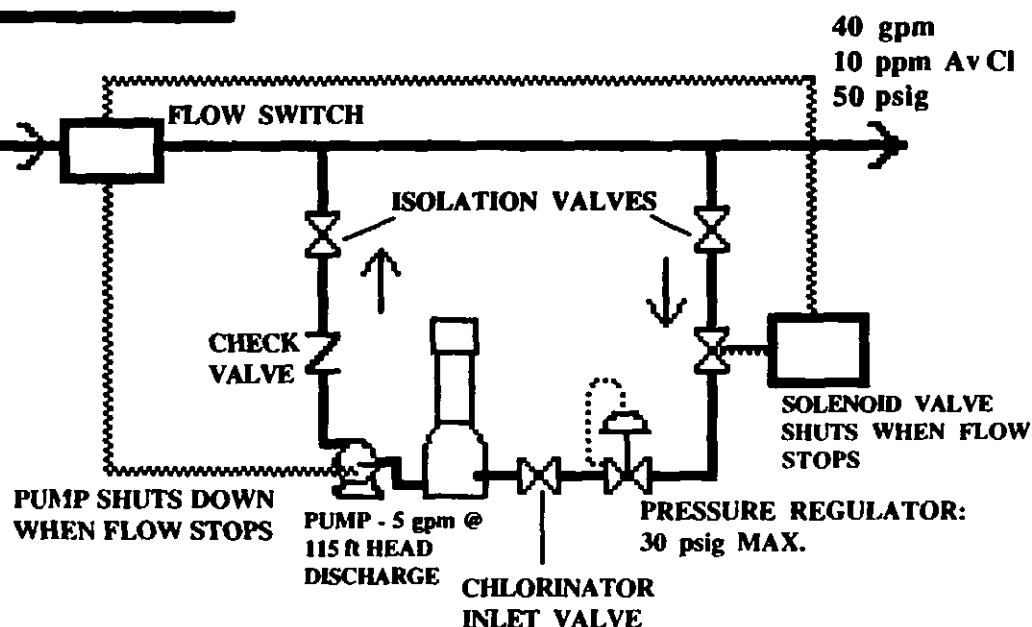 40 gpm
10 ppm Av Cl
50 psig
FLOW SWITCH
ISOLATION VALVES
CHECK
VALVE
SOLENOID VALVE
SHUTS WHEN FLOW
STOPS
PUMP SHUTS DOWN
WHEN FLOW STOPS
PUMP - 5 gpm @
115 ft HEAD
DISCHARGE
PRESSURE REGULATOR:
30 psig MAX.
CHLORINATOR
INLET VALVE